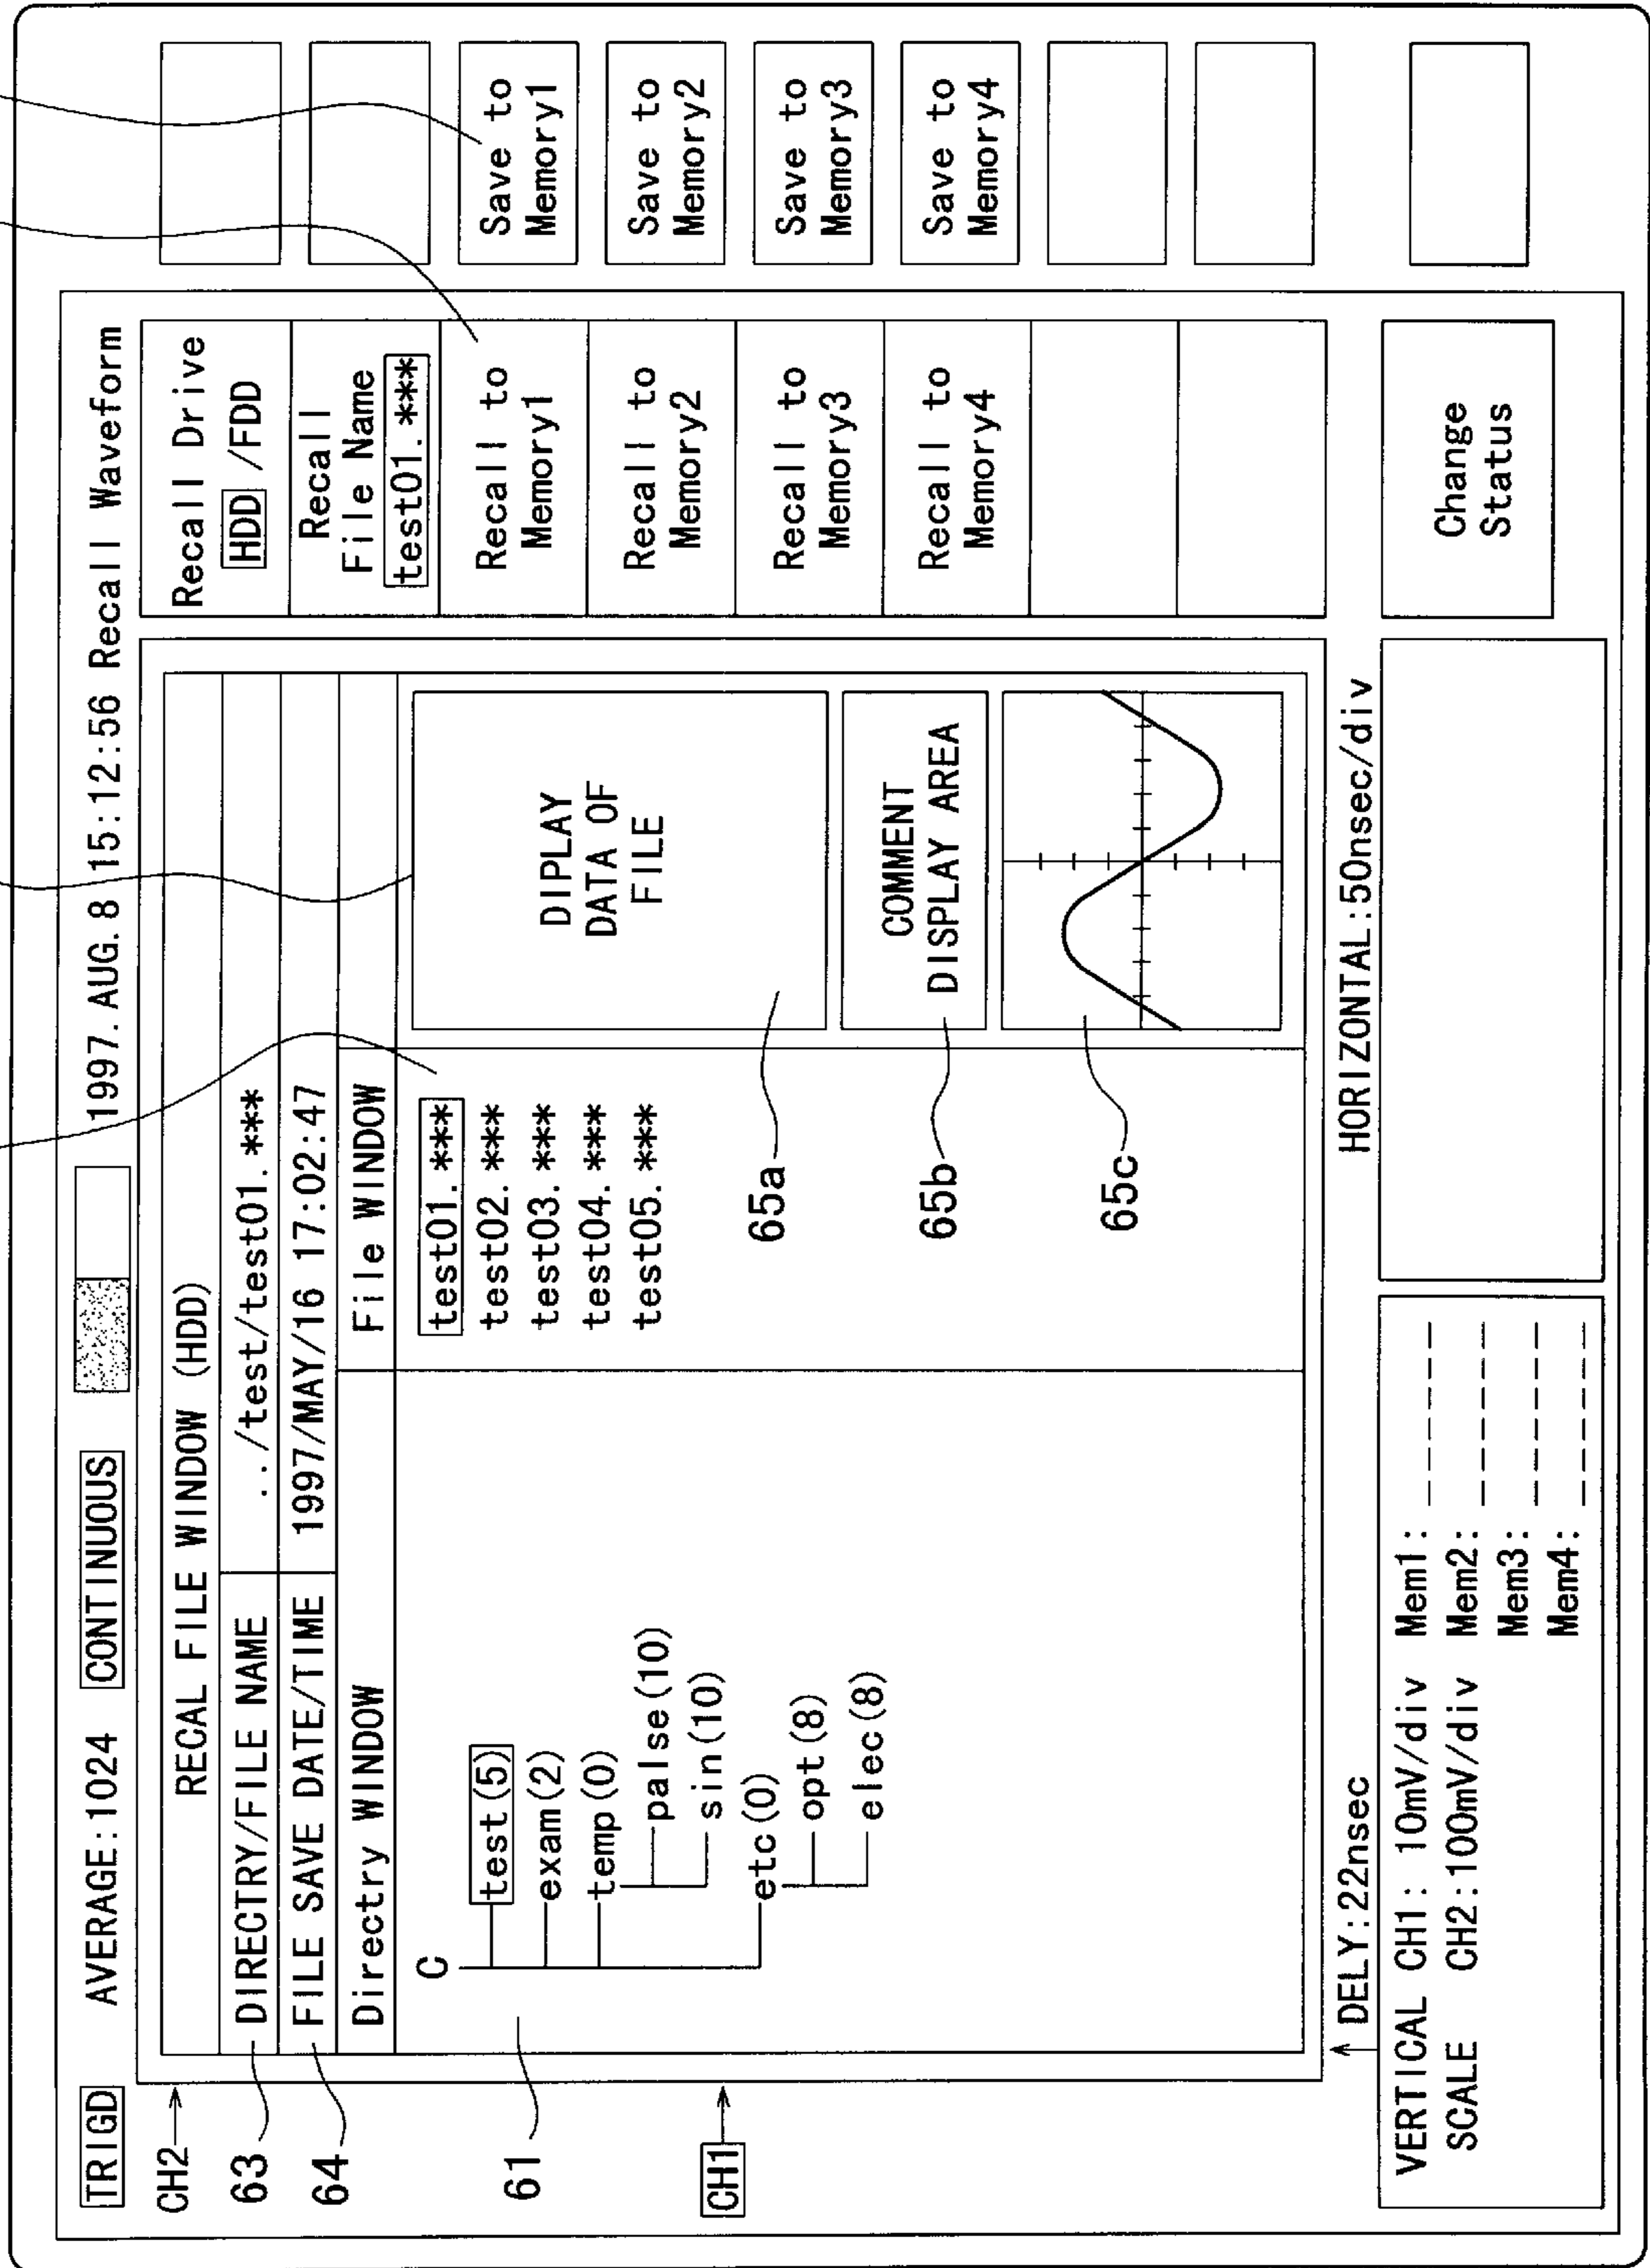 TRIGD AVERAGE:1024 CONTINUOUS 1997. AUG. 8 15:12:56 Recall Waveform
CH2
RECAL FILE WINDOW (HDD)
63
DIRECTRY/FILE NAME ../test/test01.***
64
FILE SAVE DATE/TIME 1997/MAY/16 17:02:47
Directry WINDOW File WINDOW
61
C
test(5)
exam(2)
temp(0)
palse(10)
sin(10)
etc(0)
opt(8)
elec(8)
CH1
test01.***
test02.***
test03.***
test04.***
test05.***
65a
65b
65c
DIPLAY
DATA OF
FILE
COMMENT
DISPLAY AREA
Recall Drive
HDD /FDD
Recall
File Name
test01.***
Recall to
Memory1
Recall to
Memory2
Recall to
Memory3
Recall to
Memory4
Save to
Memory1
Save to
Memory2
Save to
Memory3
Save to
Memory4
DELY:22nsec HORIZONTAL:50nsec/div
VERTICAL CH1: 10mV/div Mem1:
SCALE CH2:100mV/div Mem2:
Mem3:
Mem4:
Change
Status